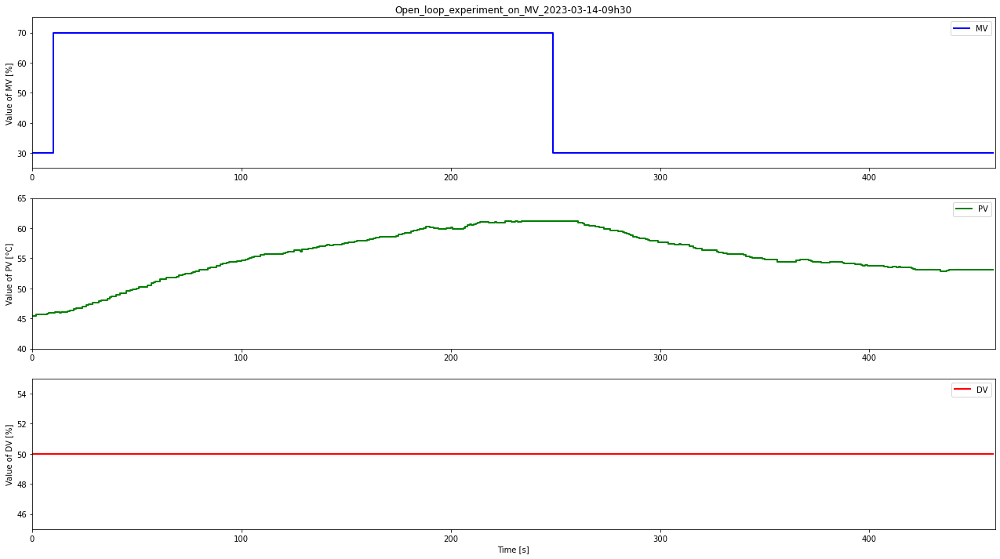 Open_loop_experiment_on_MV_2023-03-14-09h30
MV
Value of MV [%]
70
60
50
40
30
0 100 200 300 400
PV
Value of PV [°C]
65
60
55
50
45
40
0 100 200 300 400
DV
Value of DV [%]
54
52
50
48
46
0 100 200 300 400
Time [s]